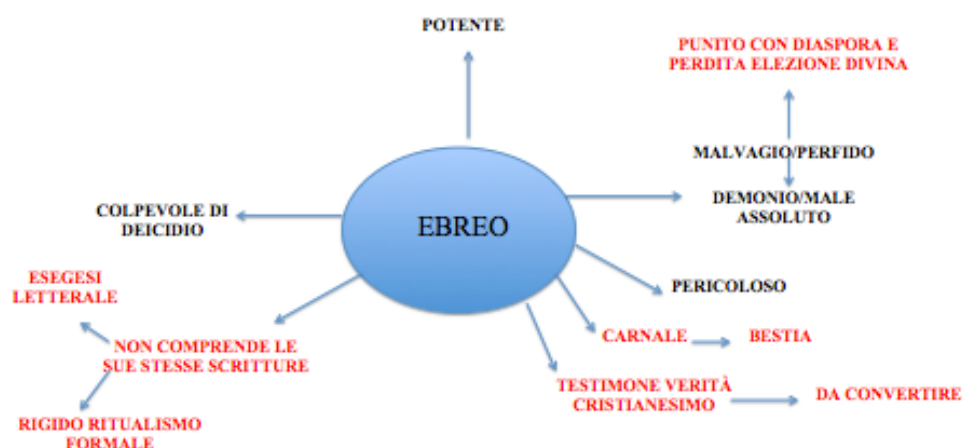 POTENTE
PUNITO CON DIASPORA E
PERDITA ELEZIONE DIVINA
MALVAGIO/PERFIDO
DEMONIO/MALE
ASSOLUTO
COLPEVOLE DI
DEICIDIO
EBREO
PERICOLOSO
ESEGESI
LETTERALE
NON COMPRENDE LE
SUE STESSE SCRITTURE
RIGIDO RITUALISMO
FORMALE
CARNALE
BESTIA
TESTIMONE VERITÀ
CRISTIANESIMO
DA CONVERTIRE